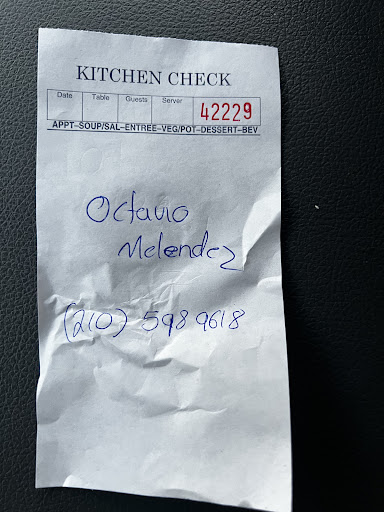 KITCHEN CHECK
Date Table Guests Server 42229
APPT-SOUP/SAL-ENTREE-VEG/POT-DESSERT-BEV
Octavio
Melendez
(210) 598 9618